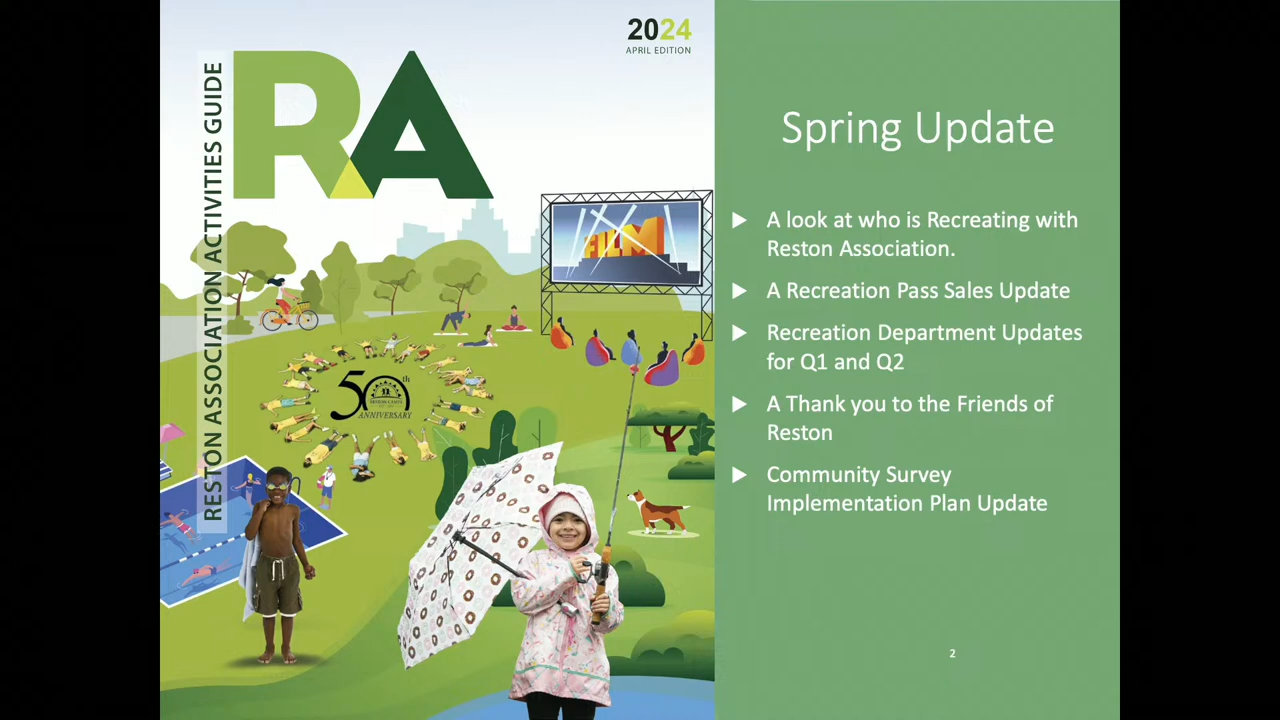 2024
APRIL EDITION
RA
RESTON ASSOCIATION ACTIVITIES GUIDE
FILM
50th
ANNIVERSARY
Spring Update
A look at who is Recreating with
Reston Association.
A Recreation Pass Sales Update
Recreation Department Updates
for Q1 and Q2
A Thank you to the Friends of
Reston
Community Survey
Implementation Plan Update
2